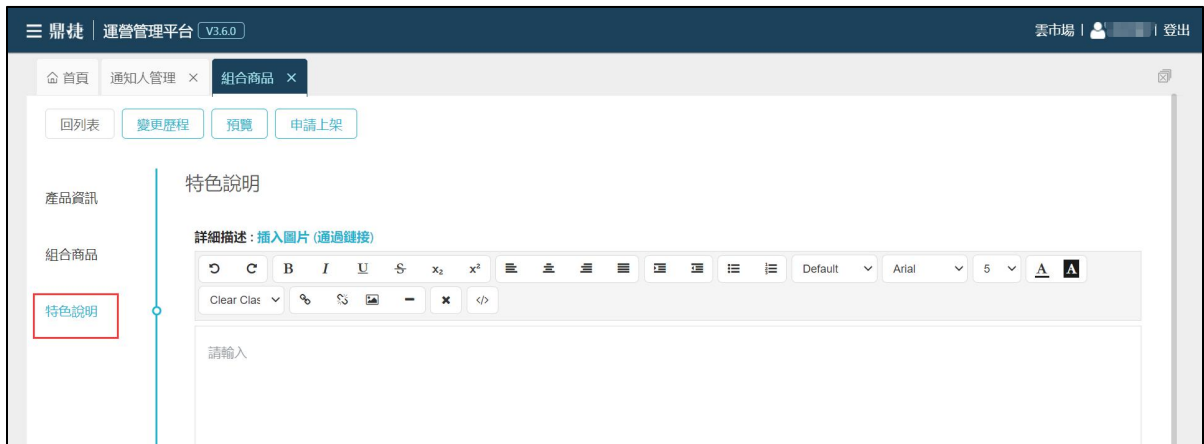 鼎捷 運營管理平台 V3.6.0 雲市場 登出
首頁 通知人管理 × 組合商品 ×
回列表 變更歷程 預覽 申請上架
特色說明
產品資訊
組合商品
特色說明
詳細描述 : 插入圖片 (通過鏈接)
B I U S x₂ x² Default Arial 5 A A
Clear Clas </>
請輸入